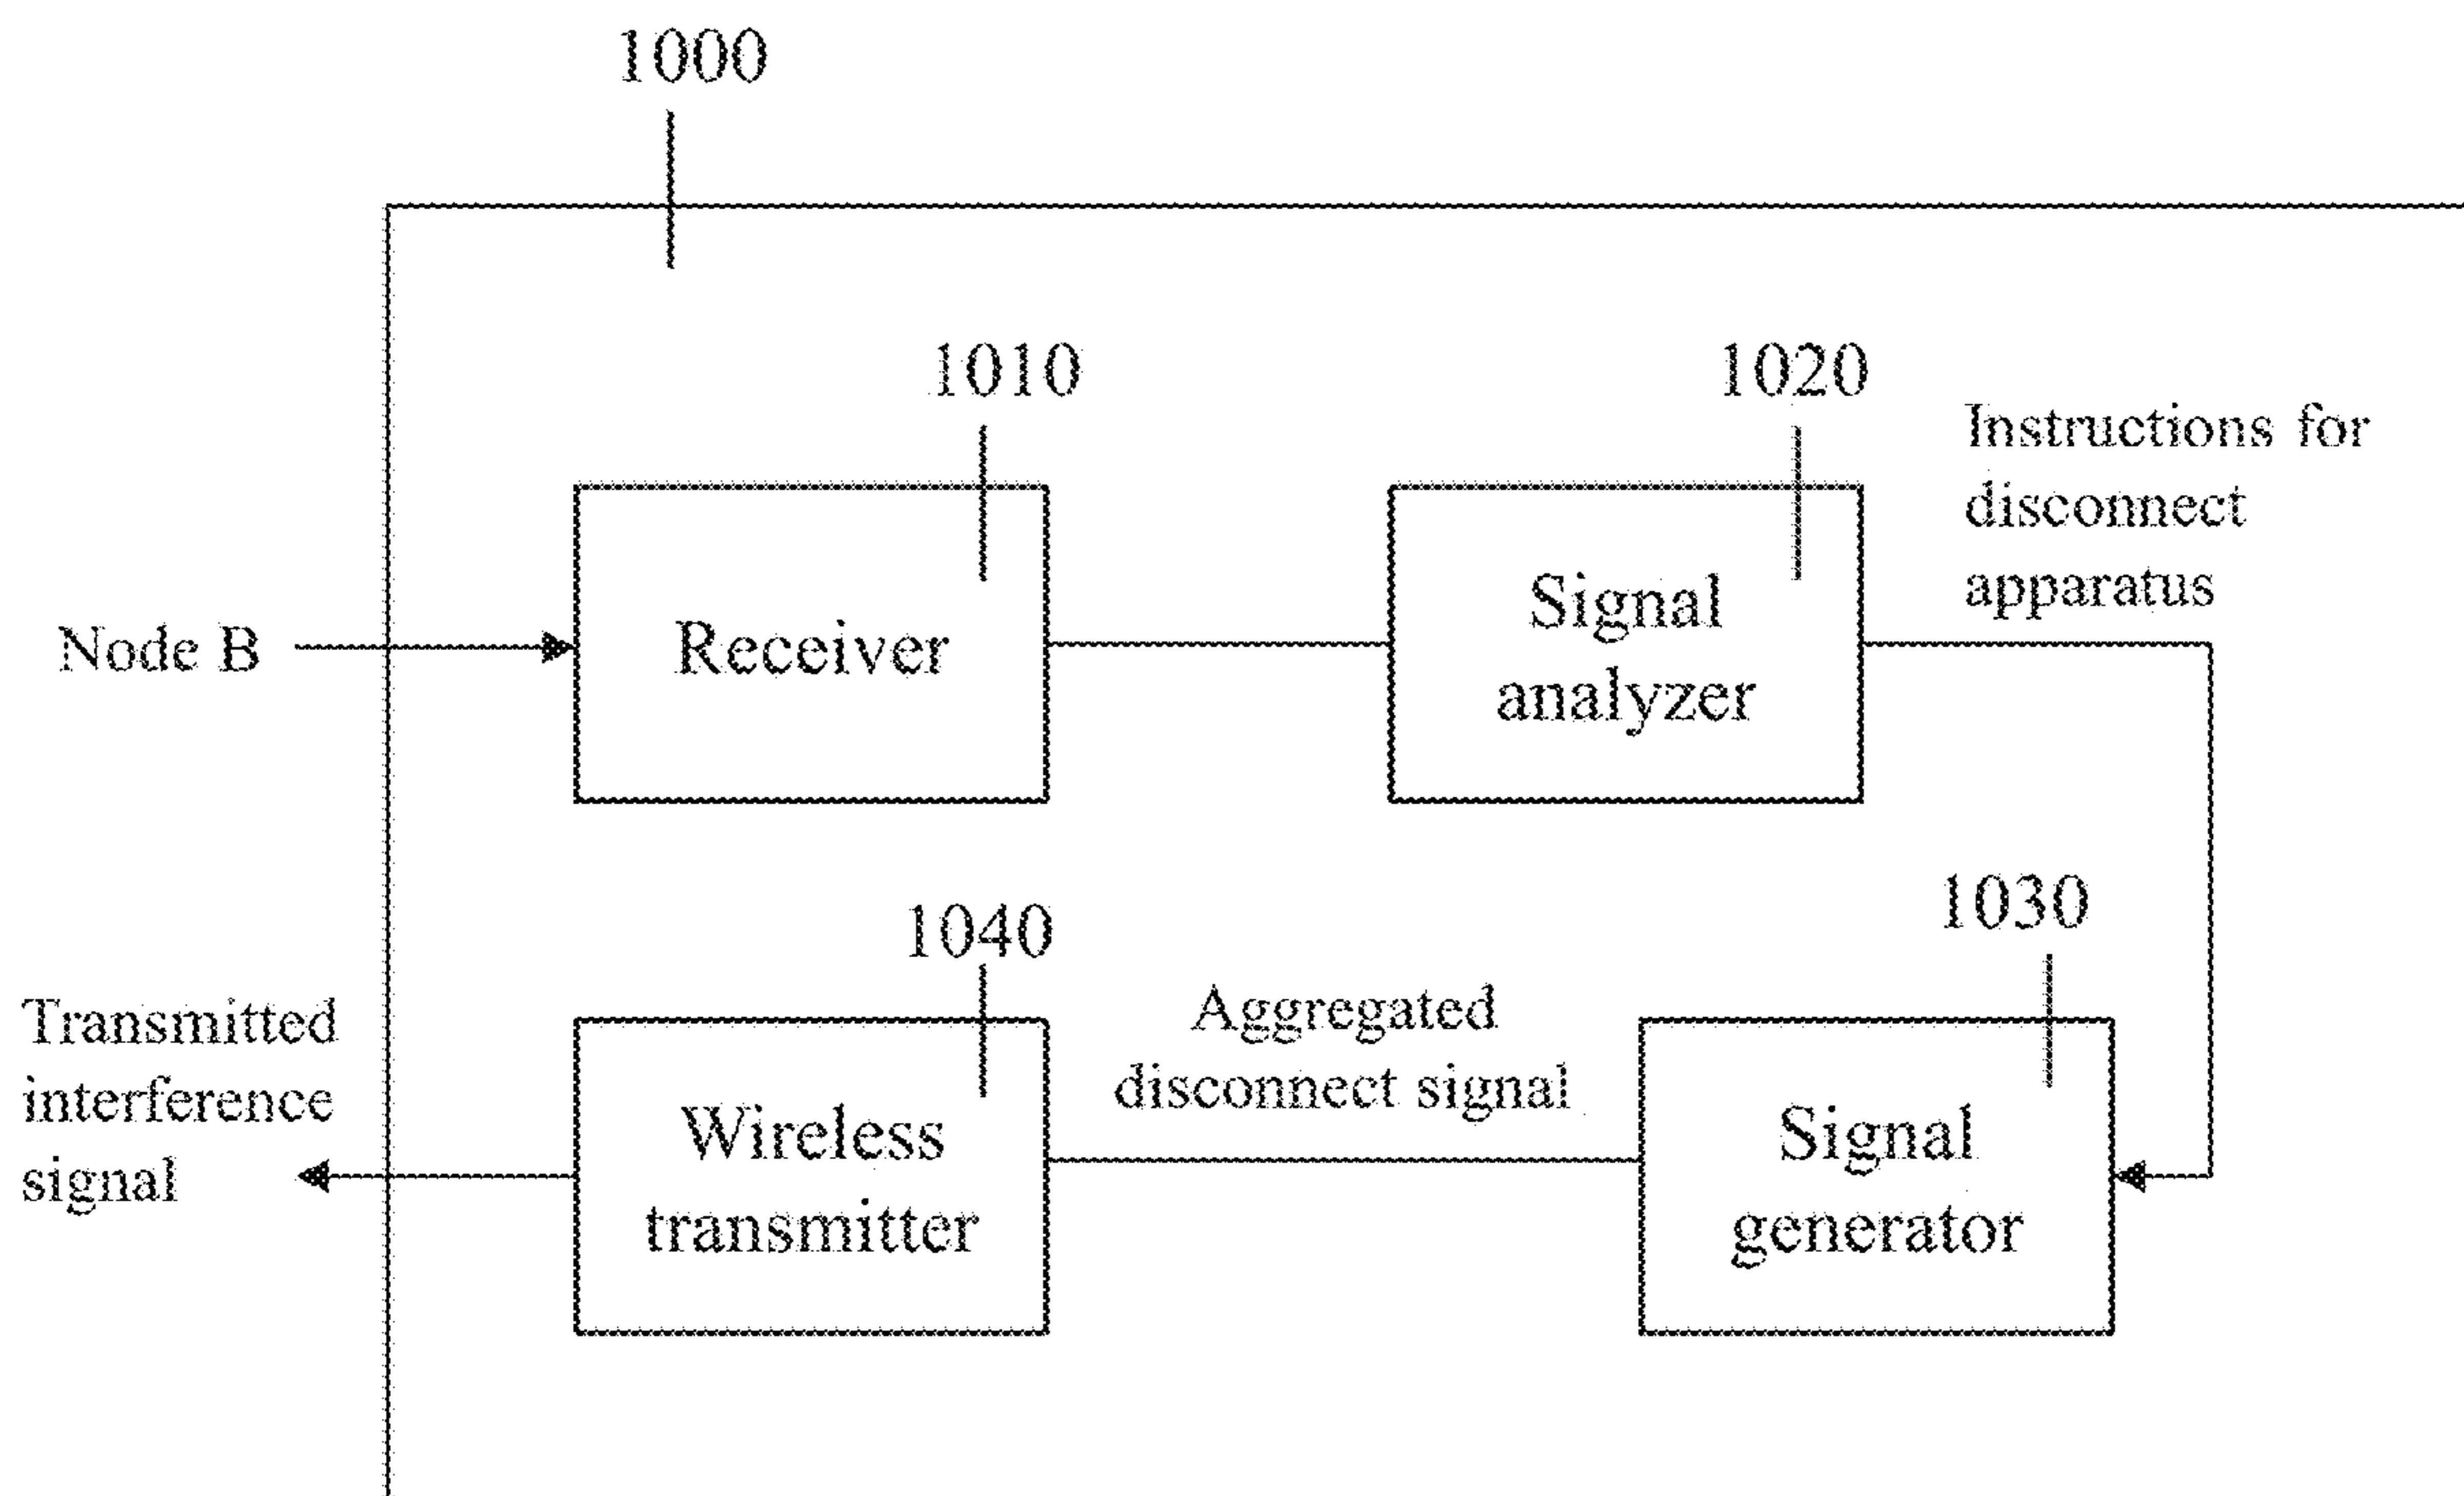 1000
1010
1020
Instructions for
disconnect
apparatus
Node B
Receiver
Signal
analyzer
1040
1030
Transmitted
interference
signal
Wireless
transmitter
Aggregated
disconnect signal
Signal
generator